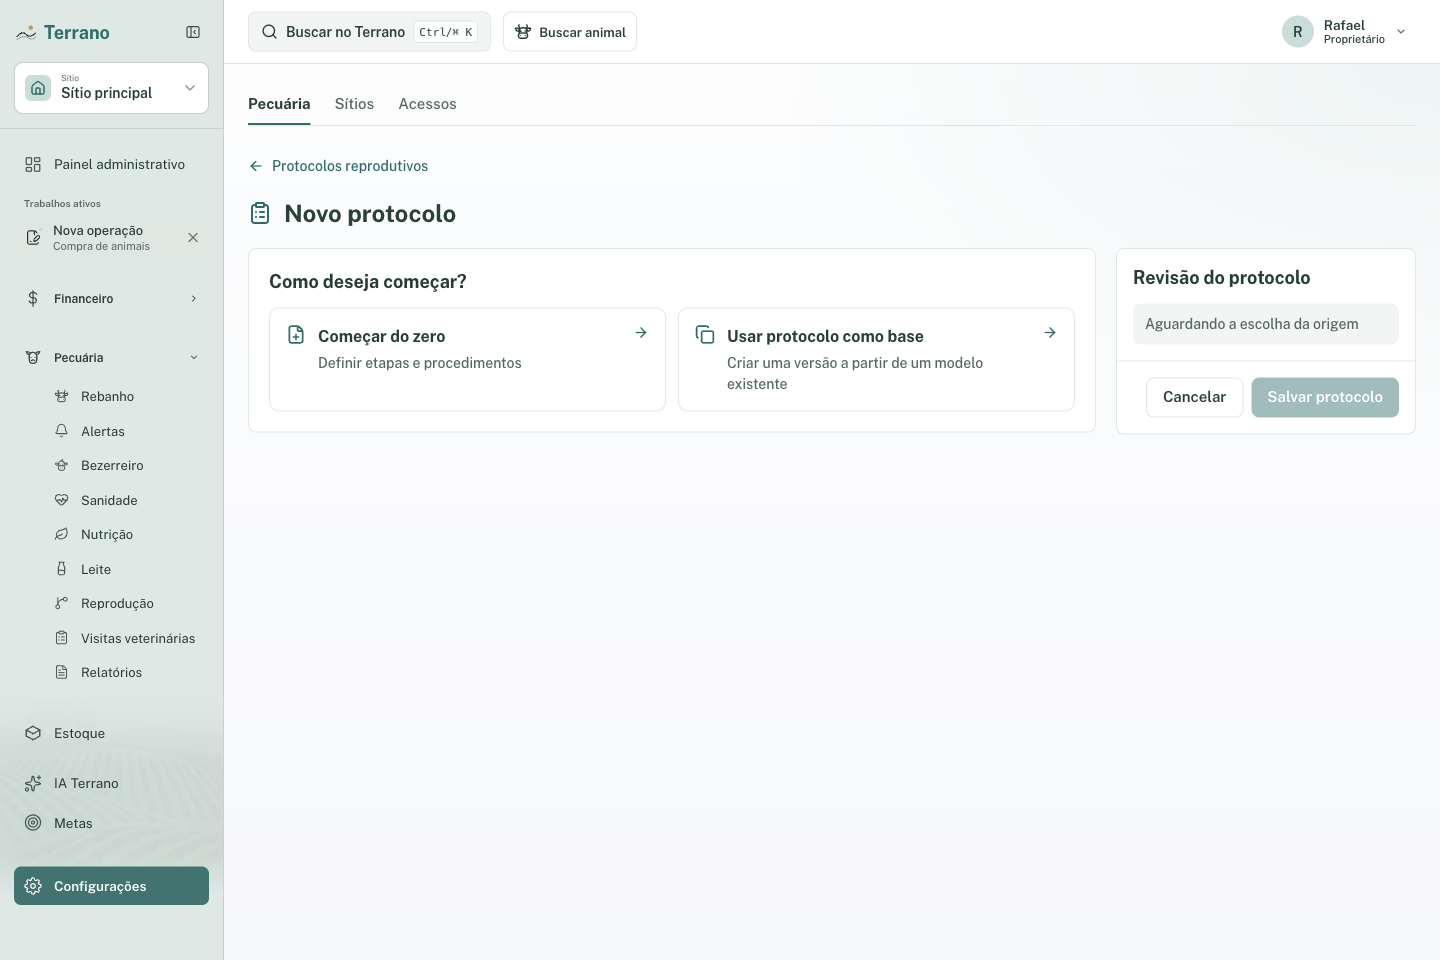 Terrano
Sítio
Sítio principal
Painel administrativo
Trabalhos ativos
Nova operação
Compra de animais
Financeiro
Pecuária
Rebanho
Alertas
Bezerreiro
Sanidade
Nutrição
Leite
Reprodução
Visitas veterinárias
Relatórios
Estoque
IA Terrano
Metas
Configurações
Buscar no Terrano Ctrl/⌘ K
Buscar animal
R
Rafael
Proprietário
Pecuária Sítios Acessos
Protocolos reprodutivos
Novo protocolo
Como deseja começar?
Começar do zero
Definir etapas e procedimentos
Usar protocolo como base
Criar uma versão a partir de um modelo
existente
Revisão do protocolo
Aguardando a escolha da origem
Cancelar
Salvar protocolo